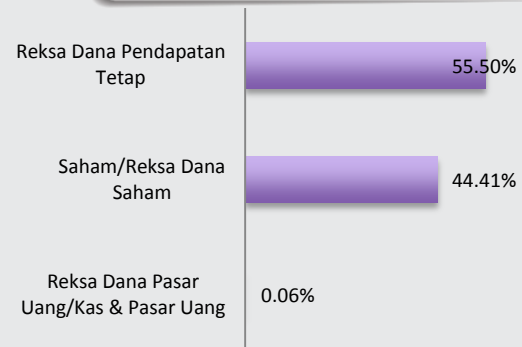 Reksa Dana Pendapatan
Tetap
55.50%
Saham/Reksa Dana
Saham
44.41%
Reksa Dana Pasar
Uang/Kas & Pasar Uang
0.06%